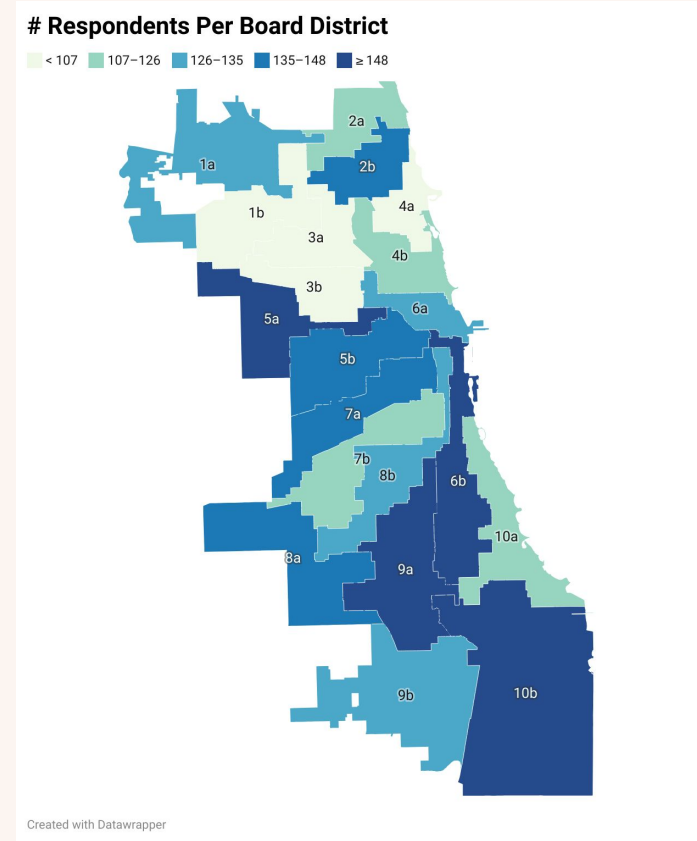 # Respondents Per Board District
< 107 107–126 126–135 135–148 ≥ 148
2a
1a
2b
4a
1b
3a
4b
3b
6a
5a
5b
7a
7b
8b
6b
10a
8a
9a
9b
10b
Created with Datawrapper